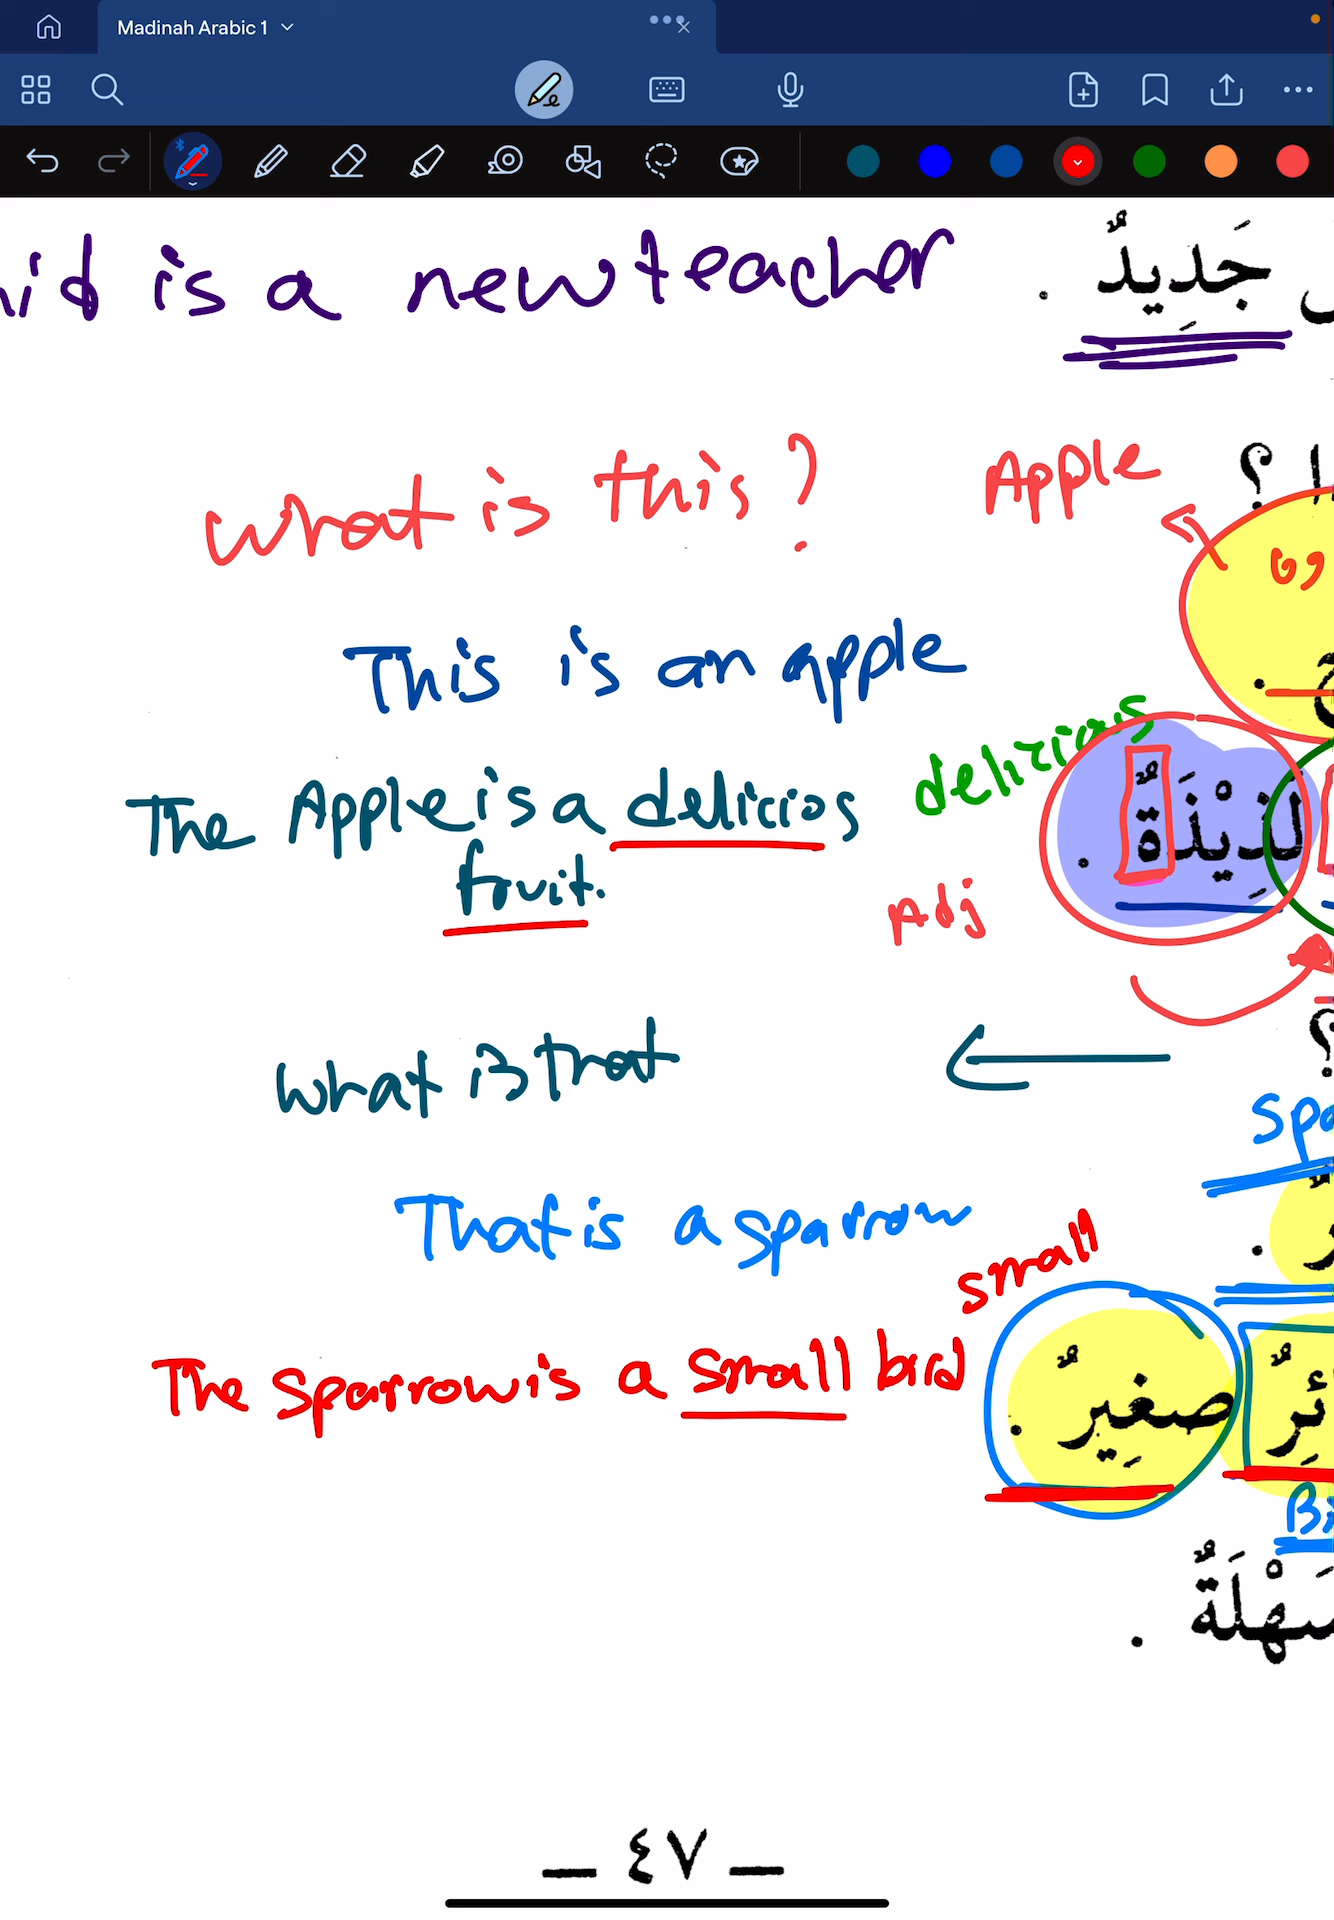 Madinah Arabic 1
is a new teacher جَدِيدٌ .
what is this ? Apple ؟
This is an apple
delicious
The Apple is a delicios لَذِيْذَةٌ .
fruit.
Adj
؟
what is that
That is a sparrow
small
The sparrow is a small bird صغِيرٌ .
سَهْلَةٌ .
— ٤٧ —